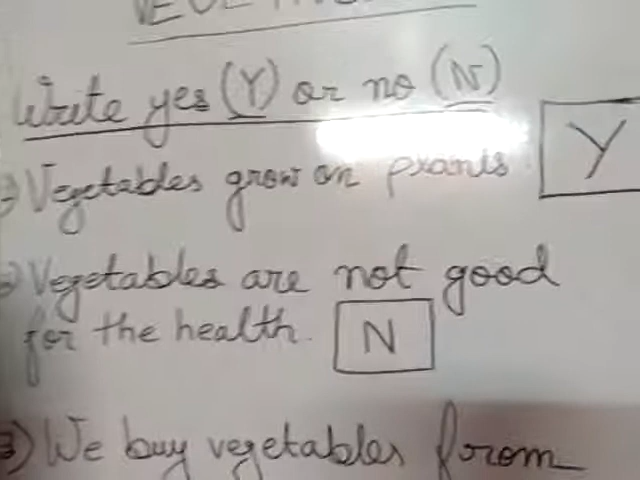 Write yes (Y) or no (N)
Vegetables grow on plants Y
Vegetables are not good
for the health. N
3) We buy vegetables from